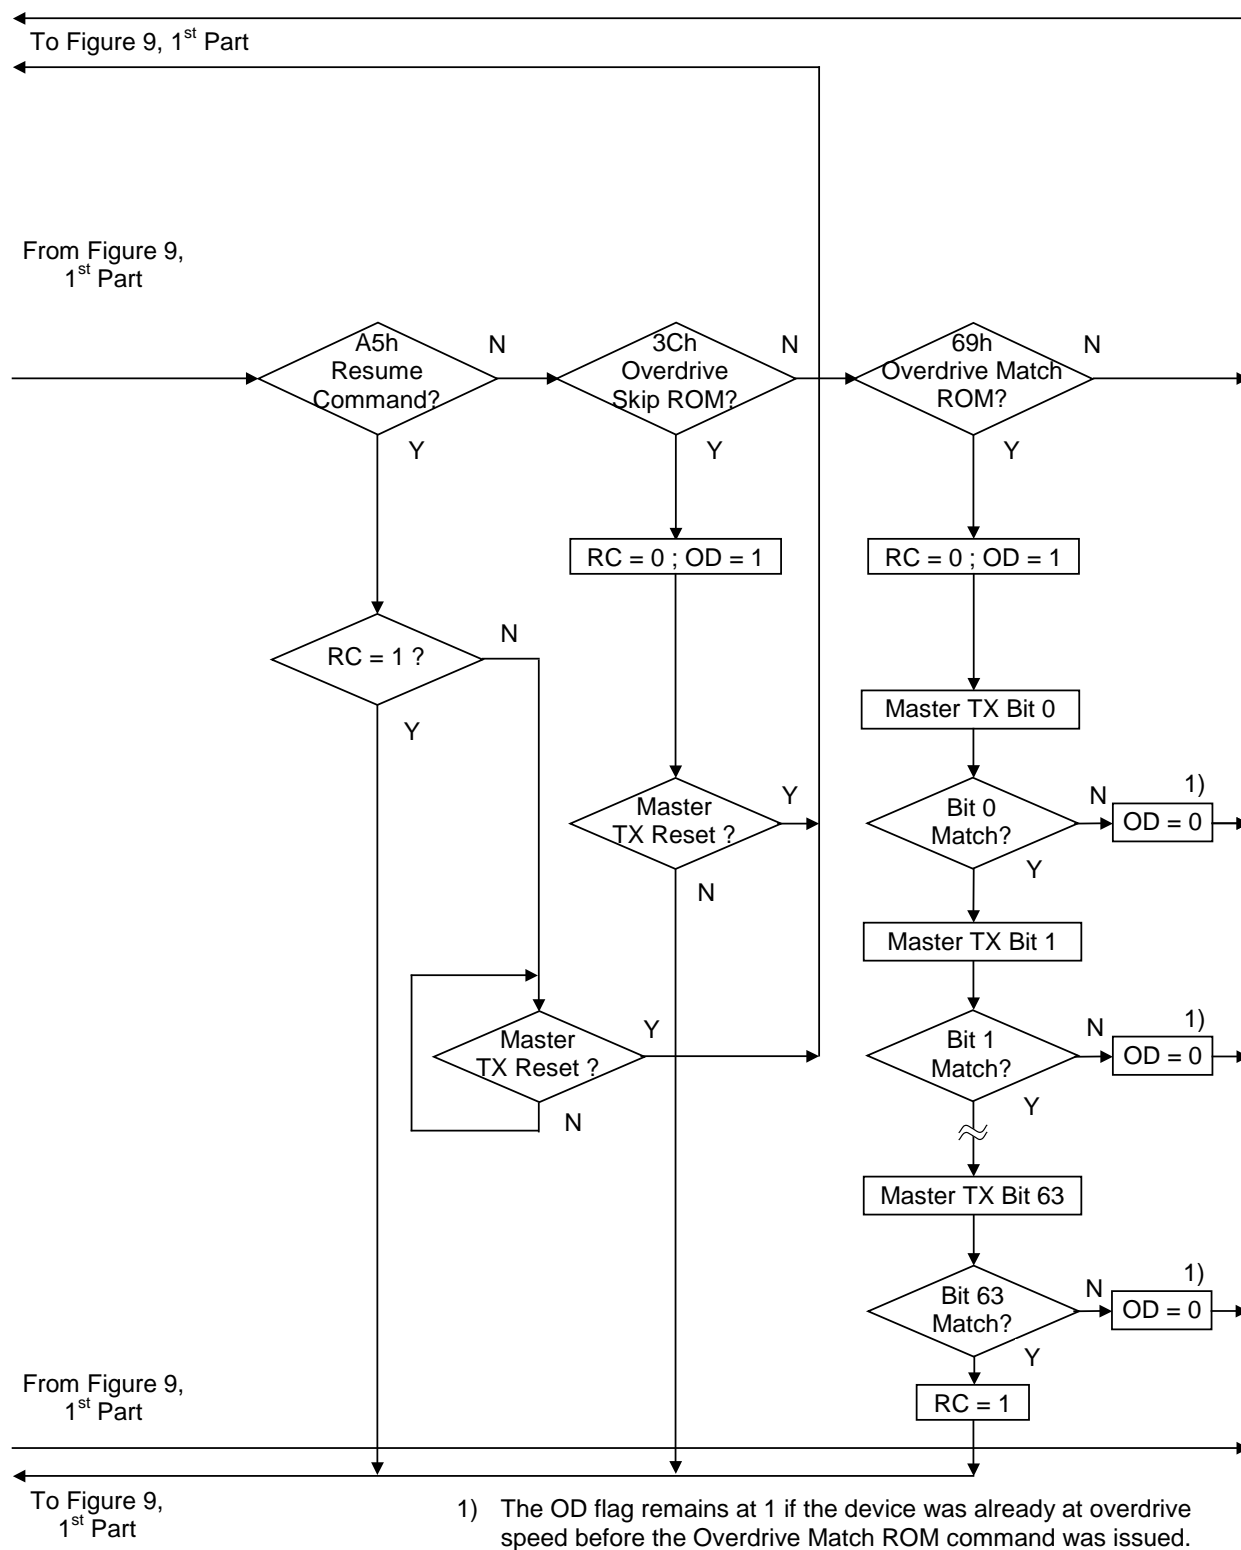 To Figure 9, 1st Part
From Figure 9,
1st Part
A5h
Resume
Command?
N
Y
3Ch
Overdrive
Skip ROM?
N
Y
69h
Overdrive Match
ROM?
N
Y
RC = 0 ; OD = 1
RC = 0 ; OD = 1
RC = 1 ?
N
Y
Master TX Bit 0
Master
TX Reset ?
Y
N
Bit 0
Match?
N
Y
1)
OD = 0
Master TX Bit 1
Master
TX Reset ?
Y
N
Bit 1
Match?
N
Y
1)
OD = 0
Master TX Bit 63
Bit 63
Match?
N
Y
1)
OD = 0
RC = 1
From Figure 9,
1st Part
To Figure 9,
1st Part
1) The OD flag remains at 1 if the device was already at overdrive
speed before the Overdrive Match ROM command was issued.